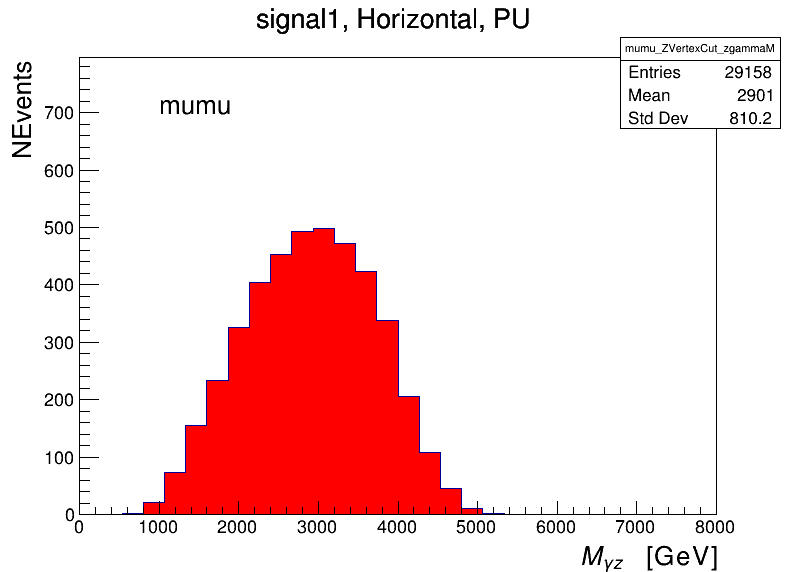 signal1, Horizontal, PU
mumu_ZVertexCut_zgammaM
Entries 29158
Mean 2901
Std Dev 810.2
NEvents
mumu
700
600
500
400
300
200
100
0
0 1000 2000 3000 4000 5000 6000 7000 8000
Mγz [GeV]